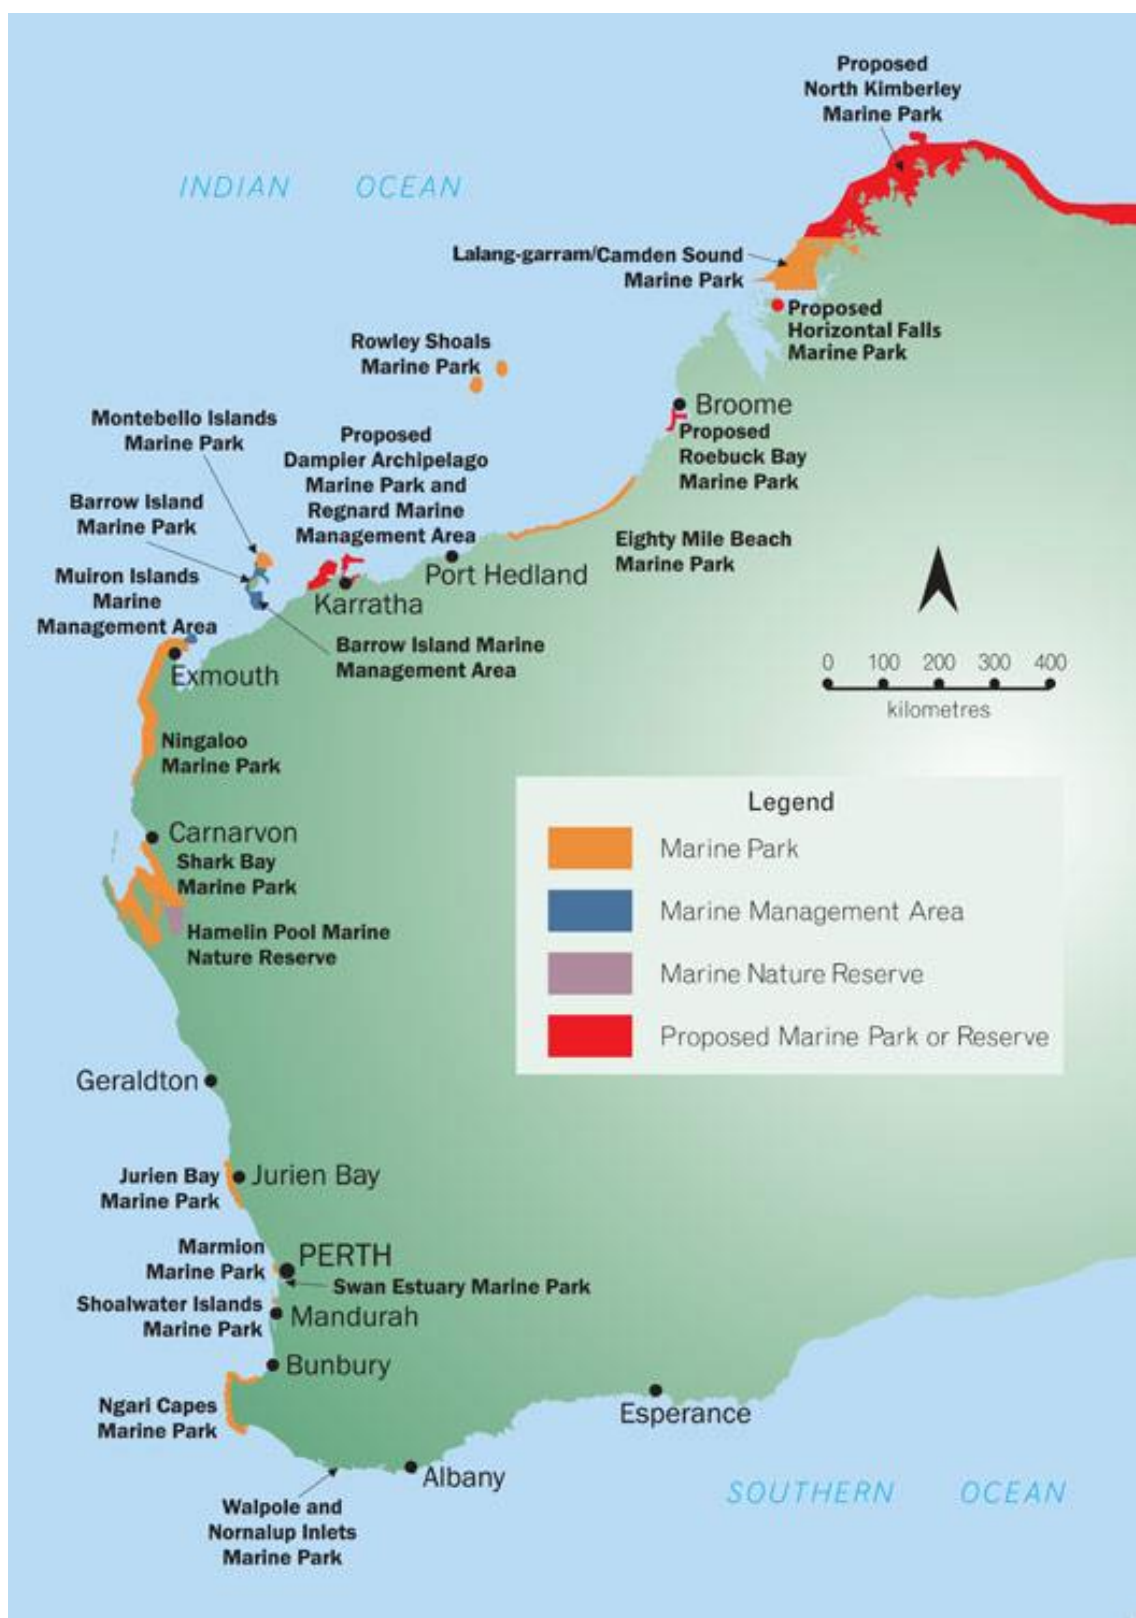 Proposed
North Kimberley
Marine Park
INDIAN OCEAN
Lalang-garram/Camden Sound
Marine Park
Proposed
Horizontal Falls
Marine Park
Rowley Shoals
Marine Park
Broome
Proposed
Roebuck Bay
Marine Park
Montebello Islands
Marine Park
Proposed
Dampier Archipelago
Marine Park and
Regnard Marine
Management Area
Barrow Island
Marine Park
Eighty Mile Beach
Marine Park
Port Hedland
Muiron Islands
Marine
Management Area
Karratha
Barrow Island Marine
Management Area
Exmouth
0 100 200 300 400
kilometres
Ningaloo
Marine Park
Legend
Marine Park
Marine Management Area
Marine Nature Reserve
Proposed Marine Park or Reserve
Carnarvon
Shark Bay
Marine Park
Hamelin Pool Marine
Nature Reserve
Geraldton
Jurien Bay
Marine Park
Jurien Bay
Marmion
Marine Park
PERTH
Swan Estuary Marine Park
Shoalwater Islands
Marine Park
Mandurah
Bunbury
Ngari Capes
Marine Park
Esperance
Albany
SOUTHERN OCEAN
Walpole and
Nornalup Inlets
Marine Park